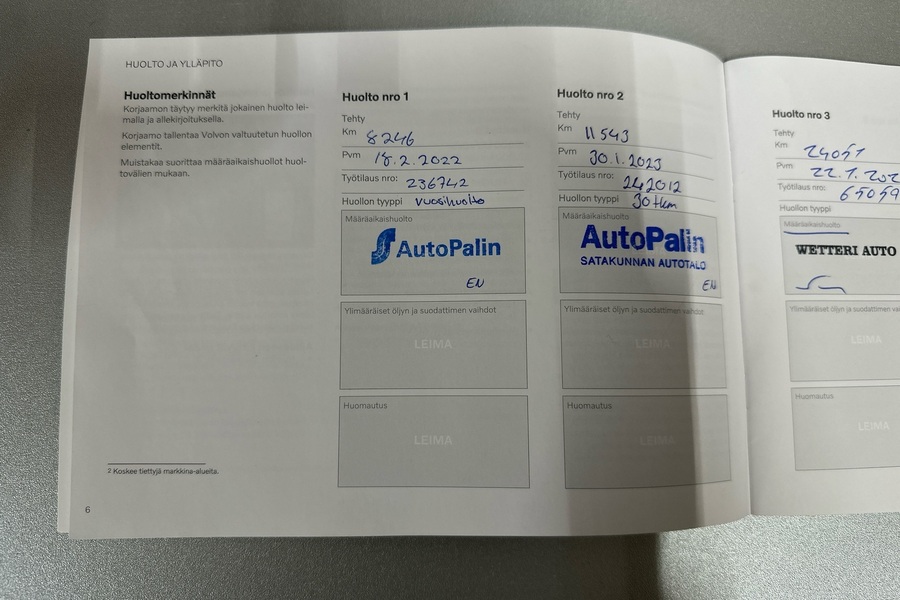 HUOLTO JA YLLÄPITO
Huoltomerkinnät
Korjaamon täytyy merkitä jokainen huolto lei-
malla ja allekirjoituksella.
Korjaamo tallentaa Volvon valtuutetun huollon
elementit.
Muistakaa suorittaa määräaikaishuollot huol-
tovälien mukaan.
2 Koskee tiettyjä markkina-alueita.
6
Huolto nro 1
Tehty
Km 8246
Pvm 18.2.2022
Työtilaus nro: 236742
Huollon tyyppi vuosihuolto
Määräaikaishuolto
AutoPalin
EN
Ylimääräiset öljyn ja suodattimen vaihdot
LEIMA
Huomautus
LEIMA
Huolto nro 2
Tehty
Km 11543
Pvm 30.1.2023
Työtilaus nro: 242012
Huollon tyyppi 30tkm
Määräaikaishuolto
AutoPalin
SATAKUNNAN AUTOTALO
EN
Ylimääräiset öljyn ja suodattimen vaihdot
LEIMA
Huomautus
LEIMA
Huolto nro 3
Tehty
Km
Pvm
Työtilaus nro: 65059
Huollon tyyppi
Määräaikaishuolto
WETTERI AUTO
Ylimääräiset öljyn ja suodattimen
LEIMA
Huomautus
LEIMA